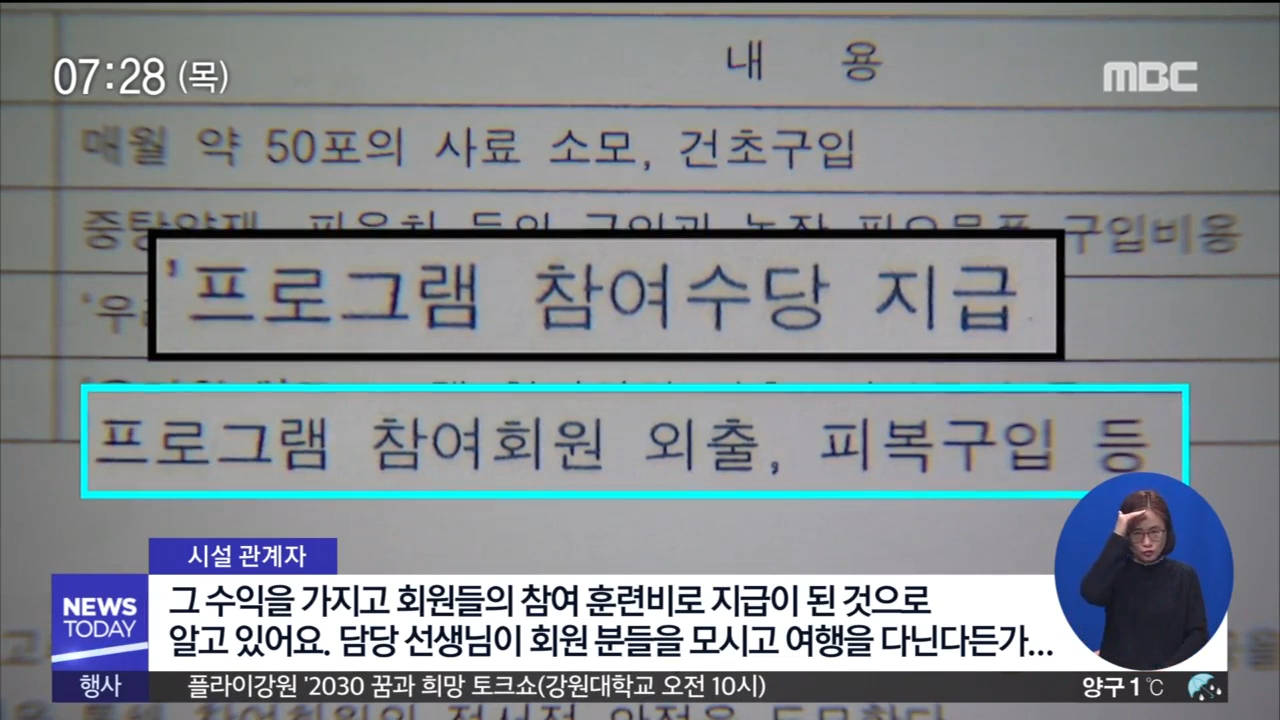 07:28 (목)
MBC
내 용
매월 약 50포의 사료 소모, 건초구입
구입비용
'프로그램 참여수당 지급
프로그램 참여회원 외출, 피복구입 등
시설 관계자
NEWS
TODAY
그 수익을 가지고 회원들의 참여 훈련비로 지급이 된 것으로
알고 있어요. 담당 선생님이 회원 분들을 모시고 여행을 다닌다든가...
행사
플라이강원 '2030 꿈과 희망 토크쇼(강원대학교 오전 10시)
양구 1℃